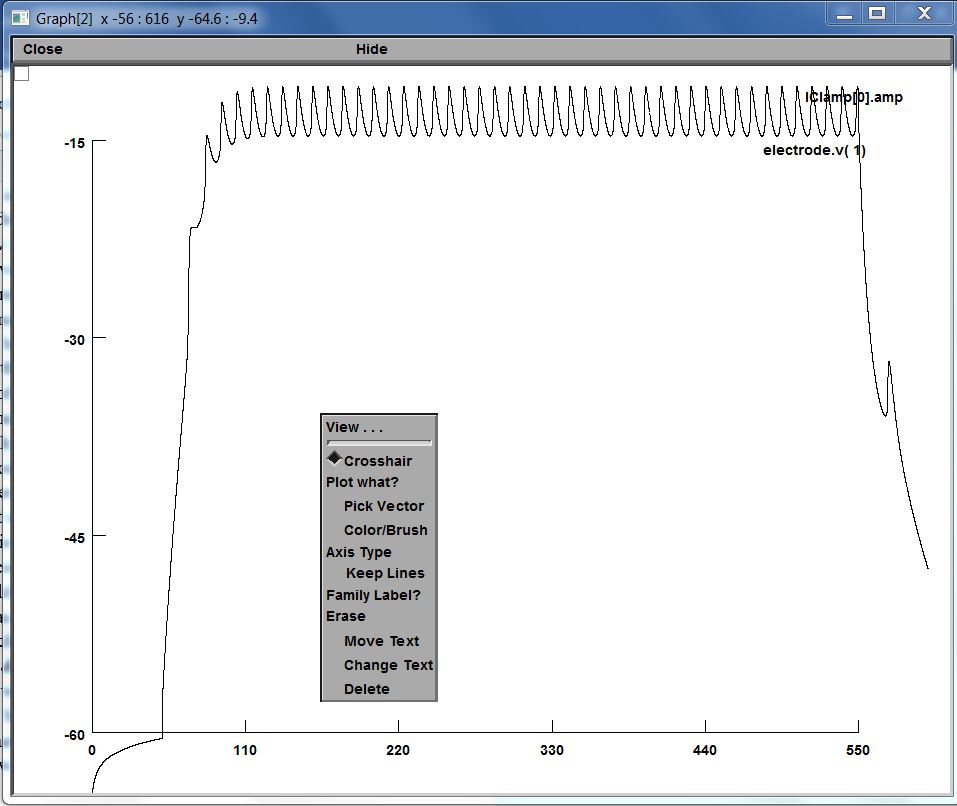 Graph[2] x -56 : 616 y -64.6 : -9.4
Close Hide
IClamp[0].amp
-15
electrode.v( 1)
-30
View . . .
Crosshair
Plot what?
Pick Vector
Color/Brush
-45
Axis Type
Keep Lines
Family Label?
Erase
Move Text
Change Text
Delete
-60
0 110 220 330 440 550